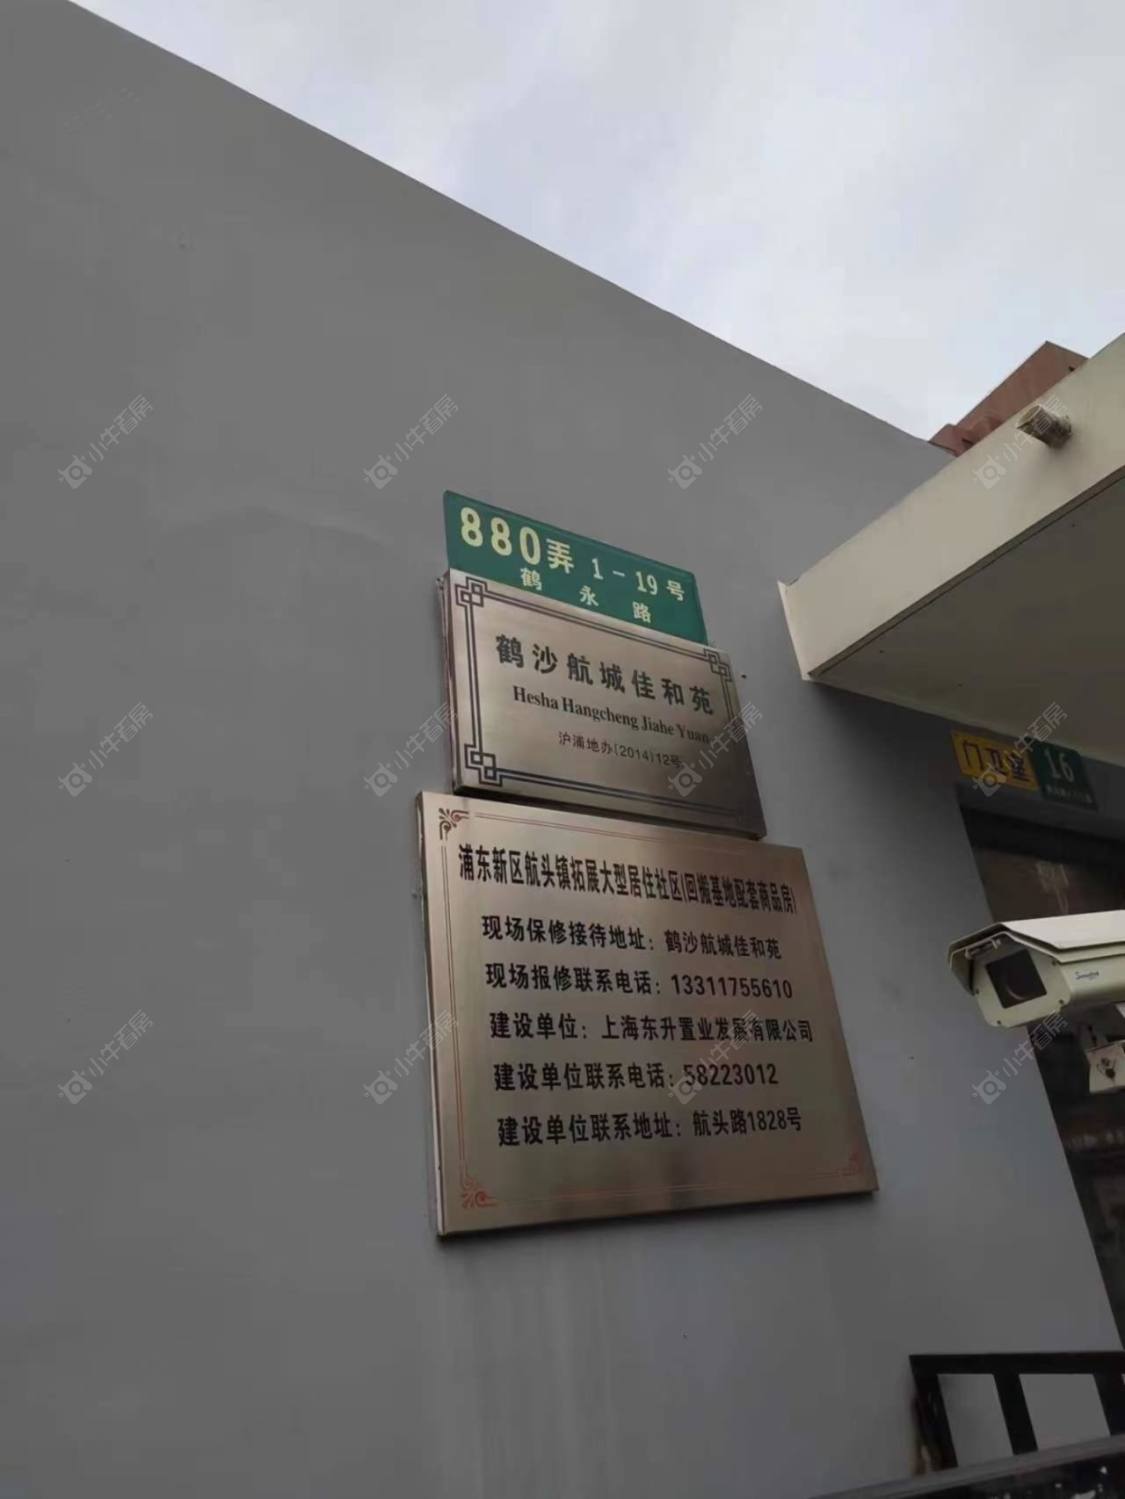 880弄 1-19号
鹤永路
鹤沙航城佳和苑
Hesha Hangcheng Jiahe Yuan
沪浦地办(2014)12号
浦东新区航头镇拓展大型居住社区(回搬基地配套商品房)
现场保修接待地址：鹤沙航城佳和苑
现场报修联系电话：13311755610
建设单位：上海东升置业发展有限公司
建设单位联系电话：58223012
建设单位联系地址：航头路1828号
门卫室
16
小牛看房